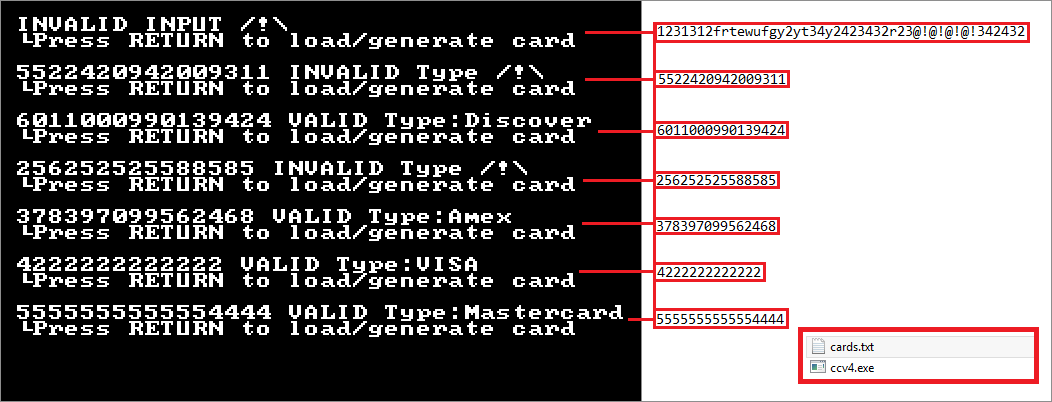 INVALID INPUT /!\
└Press RETURN to load/generate card
5522420942009311 INVALID Type /!\
└Press RETURN to load/generate card
6011000990139424 VALID Type:Discover
└Press RETURN to load/generate card
256252525588585 INVALID Type /!\
└Press RETURN to load/generate card
378397099562468 VALID Type:Amex
└Press RETURN to load/generate card
4222222222222 VALID Type:VISA
└Press RETURN to load/generate card
5555555555554444 VALID Type:Mastercard
└Press RETURN to load/generate card
1231312frtewufgy2yt34y2423432r23@!@!@!@!342432
5522420942009311
6011000990139424
256252525588585
378397099562468
4222222222222
5555555555554444
cards.txt
ccv4.exe